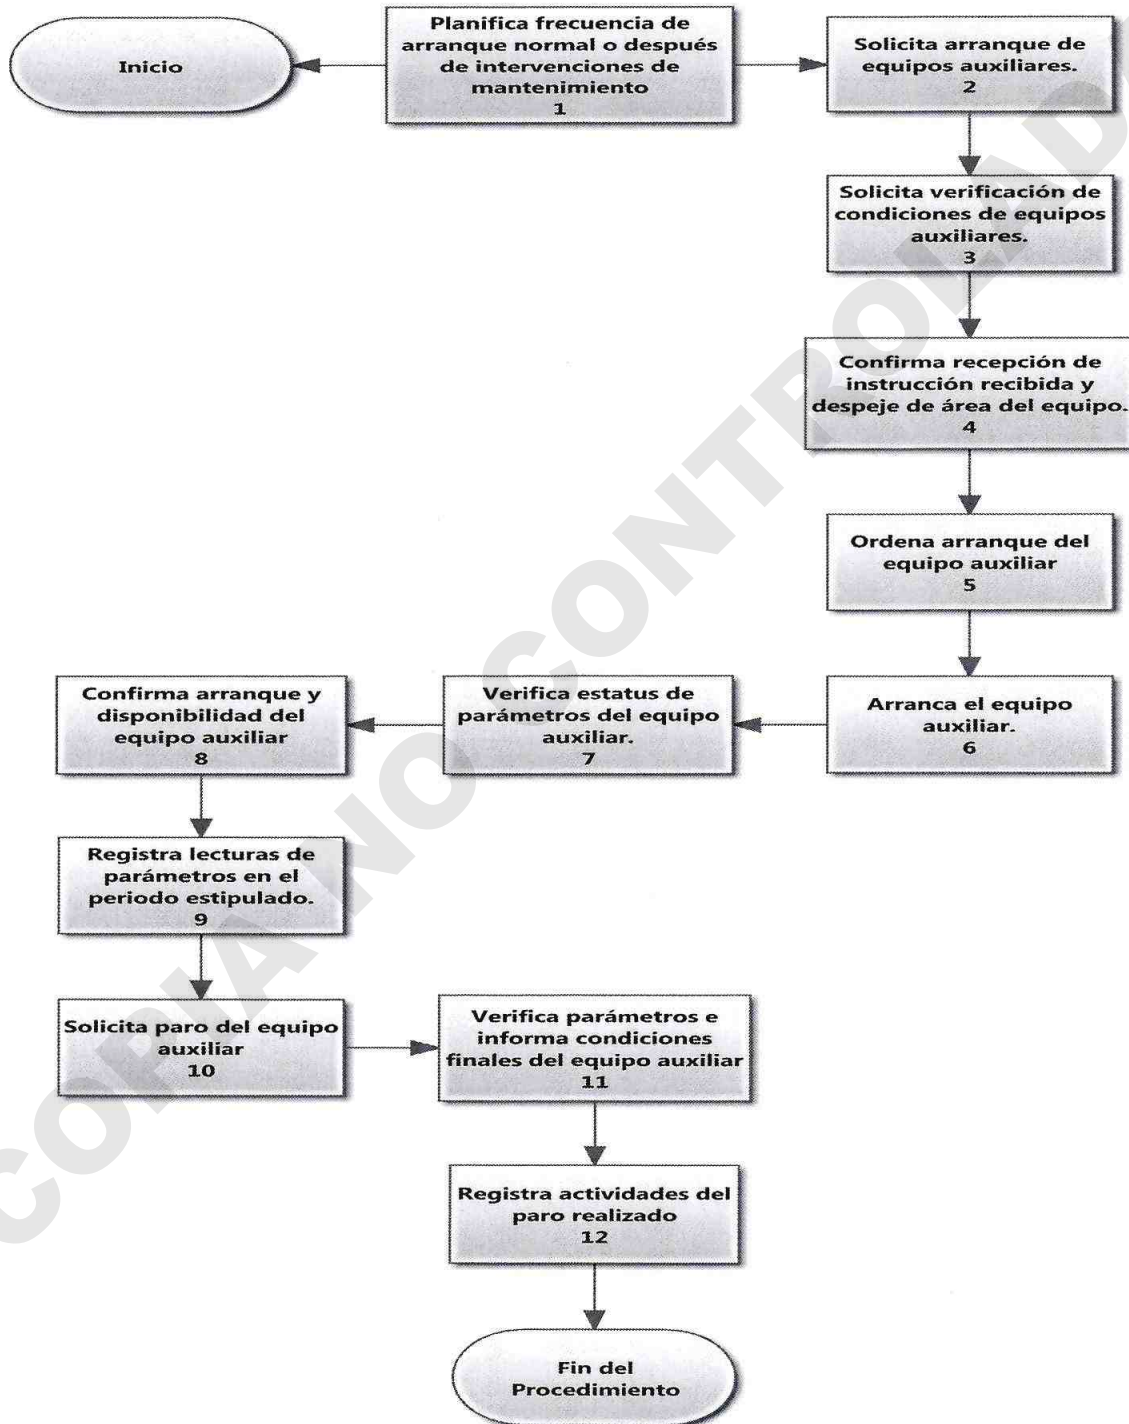 Inicio
Planifica frecuencia de
arranque normal o después
de intervenciones de
mantenimiento
1
Solicita arranque de
equipos auxiliares.
2
Solicita verificación de
condiciones de equipos
auxiliares.
3
Confirma recepción de
instrucción recibida y
despeje de área del equipo.
4
Ordena arranque del
equipo auxiliar
5
Arranca el equipo
auxiliar.
6
Verifica estatus de
parámetros del equipo
auxiliar.
7
Confirma arranque y
disponibilidad del
equipo auxiliar
8
Registra lecturas de
parámetros en el
periodo estipulado.
9
Solicita paro del equipo
auxiliar
10
Verifica parámetros e
informa condiciones
finales del equipo auxiliar
11
Registra actividades del
paro realizado
12
Fin del
Procedimiento
COPIA NO CONTROLAD